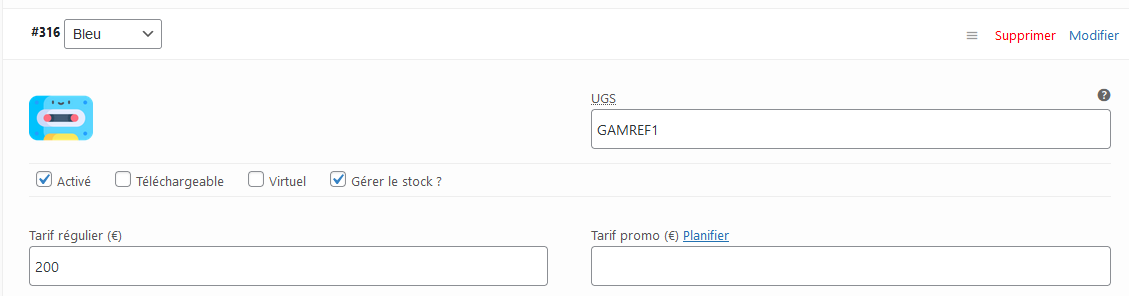 #316 Bleu Supprimer Modifier
UGS ?
GAMREF1
Activé Téléchargeable Virtuel Gérer le stock ?
Tarif régulier (€) Tarif promo (€) Planifier
200